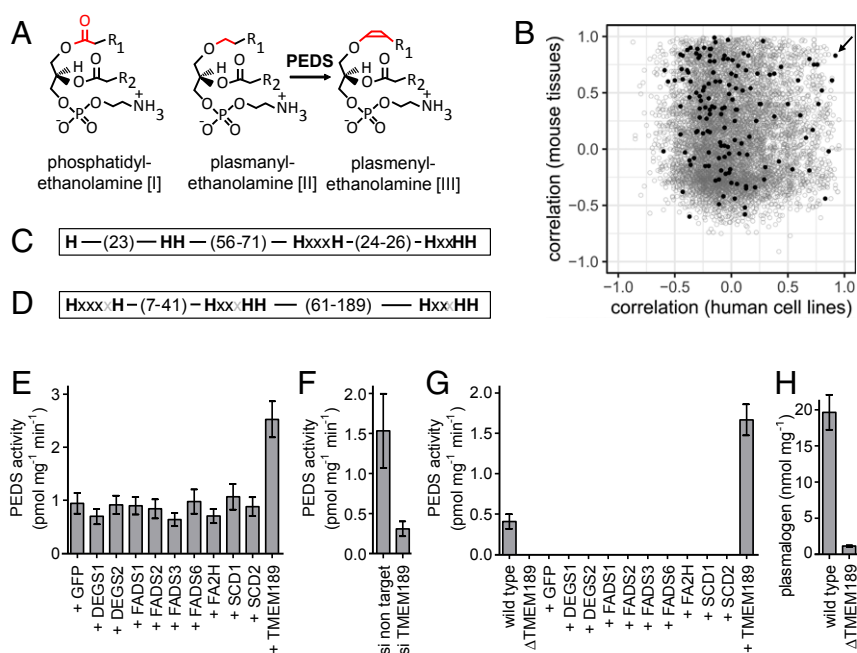 A
B
O
O
R1
H
O
O
R2
O
P
O
-O
O
+
NH3
phosphatidyl-
ethanolamine [I]
O
R1
H
O
O
R2
O
P
O
-O
O
+
NH3
plasmanyl-
ethanolamine [II]
PEDS
O
R1
H
O
O
R2
O
P
O
-O
O
+
NH3
plasmenyl-
ethanolamine [III]
correlation (mouse tissues)
1.0
0.5
0.0
−0.5
−1.0
−1.0 −0.5 0.0 0.5 1.0
correlation (human cell lines)
C
H —(23)— HH —(56-71)— HxxxH-(24-26)-HxxHH
D
HxxxxH-(7-41)-HxxxHH — (61-189) — HxxxHH
E
PEDS activity
(pmol mg-1 min-1)
3
2
1
0
+ GFP
+ DEGS1
+ DEGS2
+ FADS1
+ FADS2
+ FADS3
+ FADS6
+ FA2H
+ SCD1
+ SCD2
+ TMEM189
F
PEDS activity
(pmol mg-1 min-1)
2.0
1.5
1.0
0.5
0.0
si non target
si TMEM189
G
PEDS activity
(pmol mg-1 min-1)
2.0
1.5
1.0
0.5
0.0
wild type
ΔTMEM189
+ GFP
+ DEGS1
+ DEGS2
+ FADS1
+ FADS2
+ FADS3
+ FADS6
+ FA2H
+ SCD1
+ SCD2
+ TMEM189
H
plasmalogen (nmol mg-1)
20
15
10
5
0
wild type
ΔTMEM189